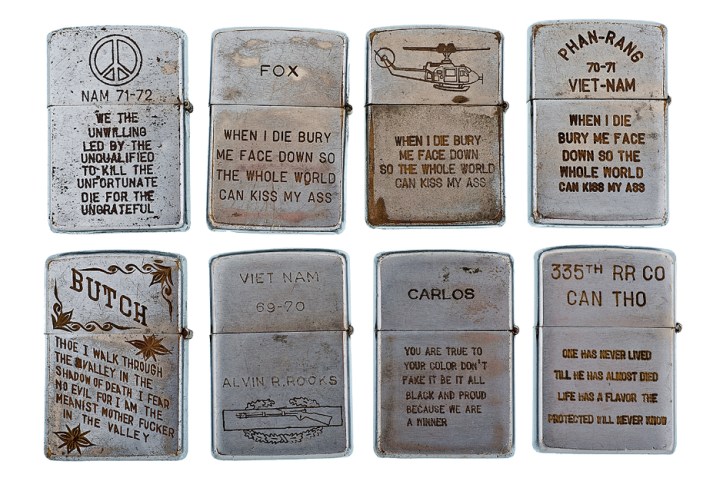 NAM 71-72
WE THE
UNWILLING
LED BY THE
UNQUALIFIED
TO KILL THE
UNFORTUNATE
DIE FOR THE
UNGRATEFUL
FOX
WHEN I DIE BURY
ME FACE DOWN SO
THE WHOLE WORLD
CAN KISS MY ASS
WHEN I DIE BURY
ME FACE DOWN
SO THE WHOLE WORLD
CAN KISS MY ASS
PHAN-RANG
70-71
VIET-NAM
WHEN I DIE
BURY ME FACE
DOWN SO THE
WHOLE WORLD
CAN KISS MY ASS
BUTCH
THOE I WALK THROUGH
THE VALLEY IN THE
SHADOW OF DEATH I FEAR
NO EVIL FOR I AM THE
MEANIST MOTHER FUCKER
IN THE VALLEY
VIET NAM
69-70
ALVIN R. ROOKS
CARLOS
YOU ARE TRUE TO
YOUR COLOR DON'T
FAKE IT BE IT ALL
BLACK AND PROUD
BECAUSE WE ARE
A WINNER
335TH RR CO
CAN THO
ONE HAS NEVER LIVED
TILL HE HAS ALMOST DIED
LIFE HAS A FLAVOR THE
PROTECTED WILL NEVER KNOW